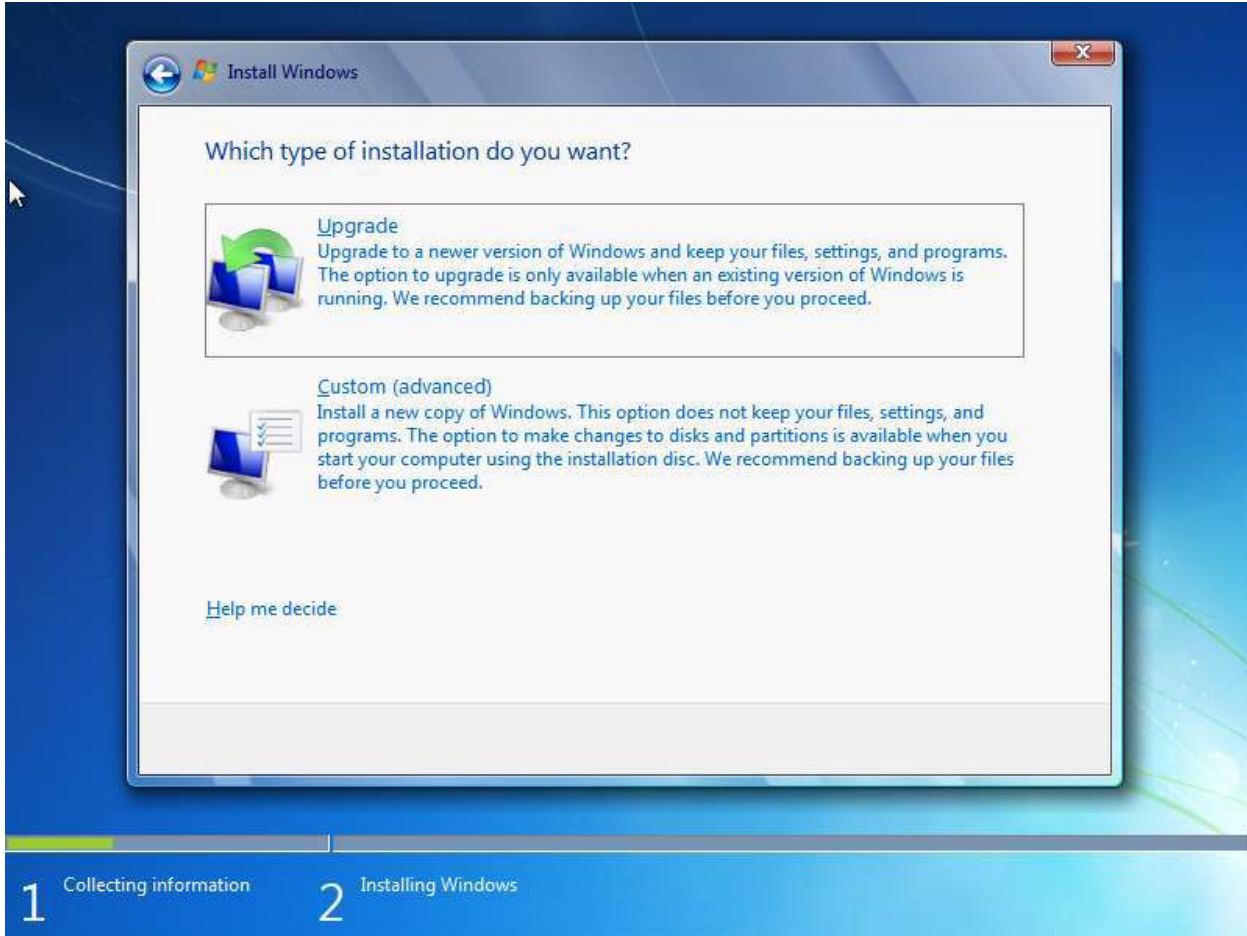 Install Windows
Which type of installation do you want?
Upgrade
Upgrade to a newer version of Windows and keep your files, settings, and programs.
The option to upgrade is only available when an existing version of Windows is
running. We recommend backing up your files before you proceed.
Custom (advanced)
Install a new copy of Windows. This option does not keep your files, settings, and
programs. The option to make changes to disks and partitions is available when you
start your computer using the installation disc. We recommend backing up your files
before you proceed.
Help me decide
1 Collecting information
2 Installing Windows